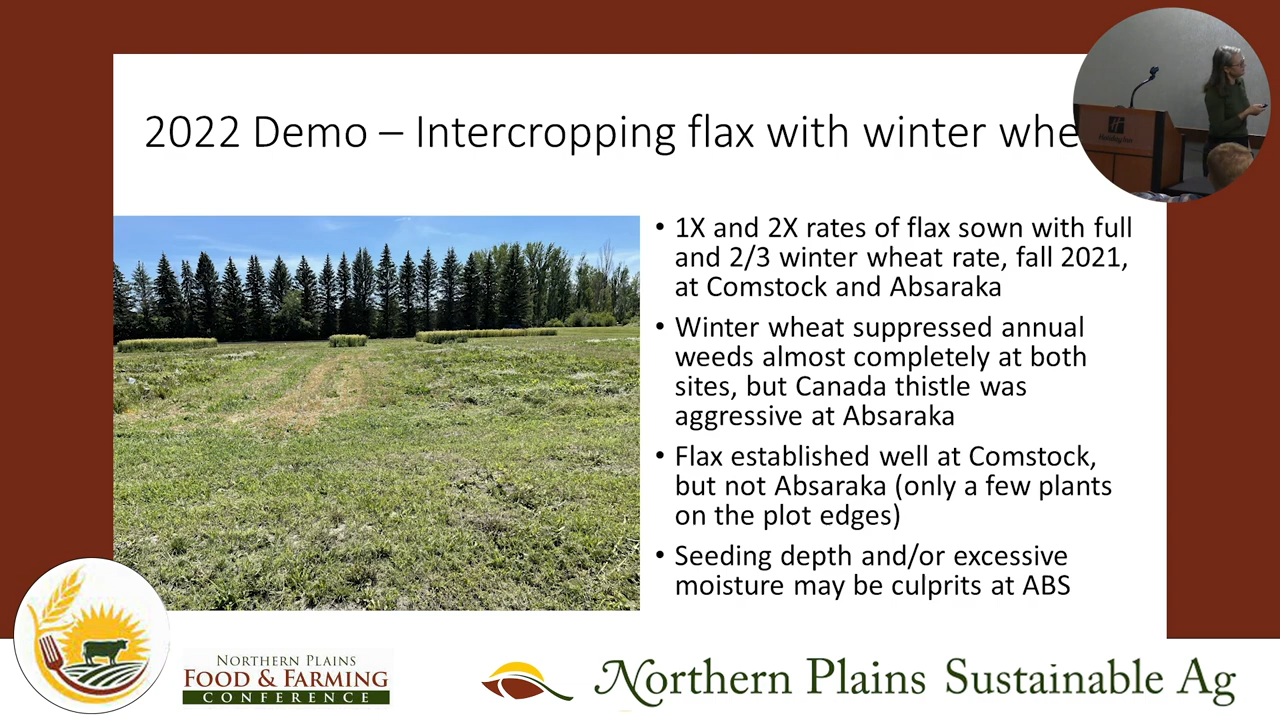 2022 Demo – Intercropping flax with winter whe
• 1X and 2X rates of flax sown with full
and 2/3 winter wheat rate, fall 2021,
at Comstock and Absaraka
• Winter wheat suppressed annual
weeds almost completely at both
sites, but Canada thistle was
aggressive at Absaraka
• Flax established well at Comstock,
but not Absaraka (only a few plants
on the plot edges)
• Seeding depth and/or excessive
moisture may be culprits at ABS
NORTHERN PLAINS
FOOD & FARMING
CONFERENCE
Northern Plains Sustainable Ag